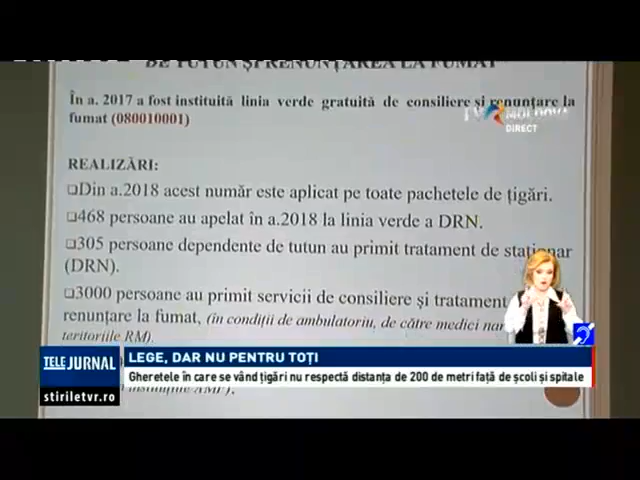 DE TUTUN ȘI RENUNȚAREA LA FUMAT
În a. 2017 a fost instituită linia verde gratuită de consiliere și renunțare la
fumat (080010001)
TVR MOLDOVA
DIRECT
REALIZĂRI:
❑Din a.2018 acest număr este aplicat pe toate pachetele de țigări.
❑468 persoane au apelat în a.2018 la linia verde a DRN.
❑305 persoane dependente de tutun au primit tratament de staționar
(DRN).
❑3000 persoane au primit servicii de consiliere și tratament
renunțare la fumat, (în condiții de ambulatoriu, de către medici
teritoriile RM).
TELEJURNAL
LEGE, DAR NU PENTRU TOȚI
Gheretele în care se vând țigări nu respectă distanța de 200 de metri față de școli și spitale
stiriletvr.ro
AMP).